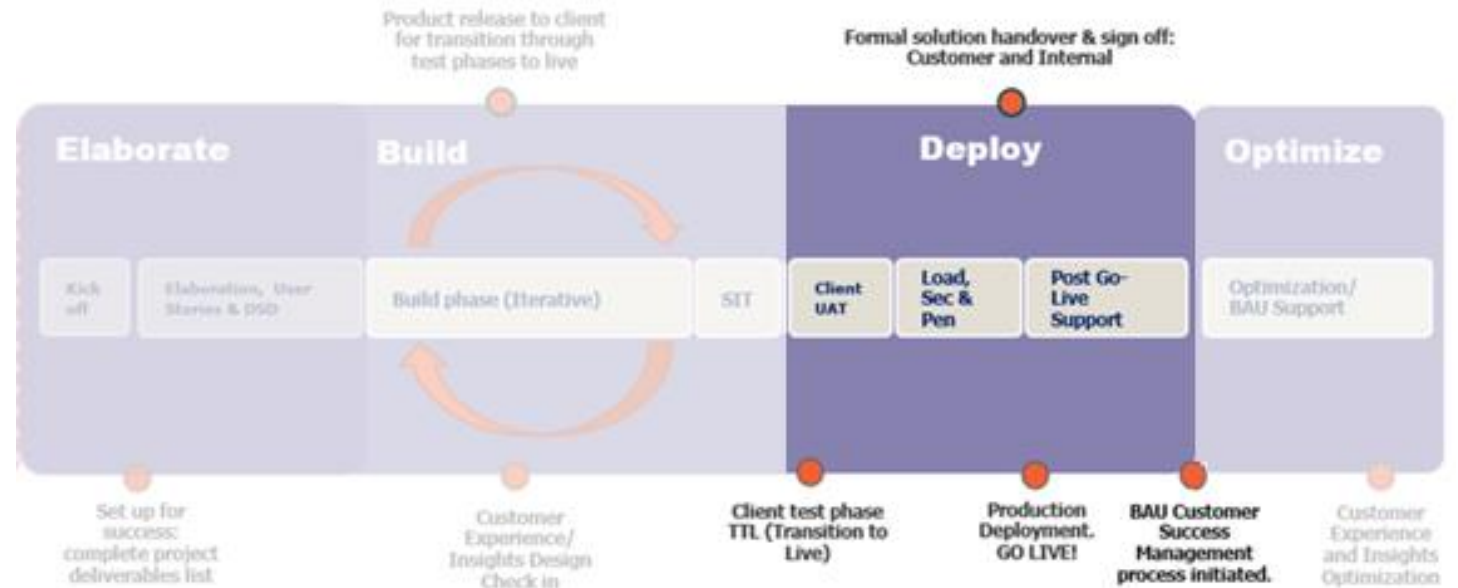 Product release to client
for transition through
test phases to live
Formal solution handover & sign off:
Customer and Internal
Elaborate
Build
Deploy
Optimize
Kick
off
Elaboration, User
Stories & DSD
Build phase (Iterative)
SIT
Client
UAT
Load,
Sec &
Pen
Post Go-
Live
Support
Optimization/
BAU Support
Set up for
success:
complete project
deliverables list
Customer
Experience/
Insights Design
Check in
Client test phase
TTL (Transition to
Live)
Production
Deployment.
GO LIVE!
BAU Customer
Success
Management
process initiated.
Customer
Experience
and Insights
Optimization